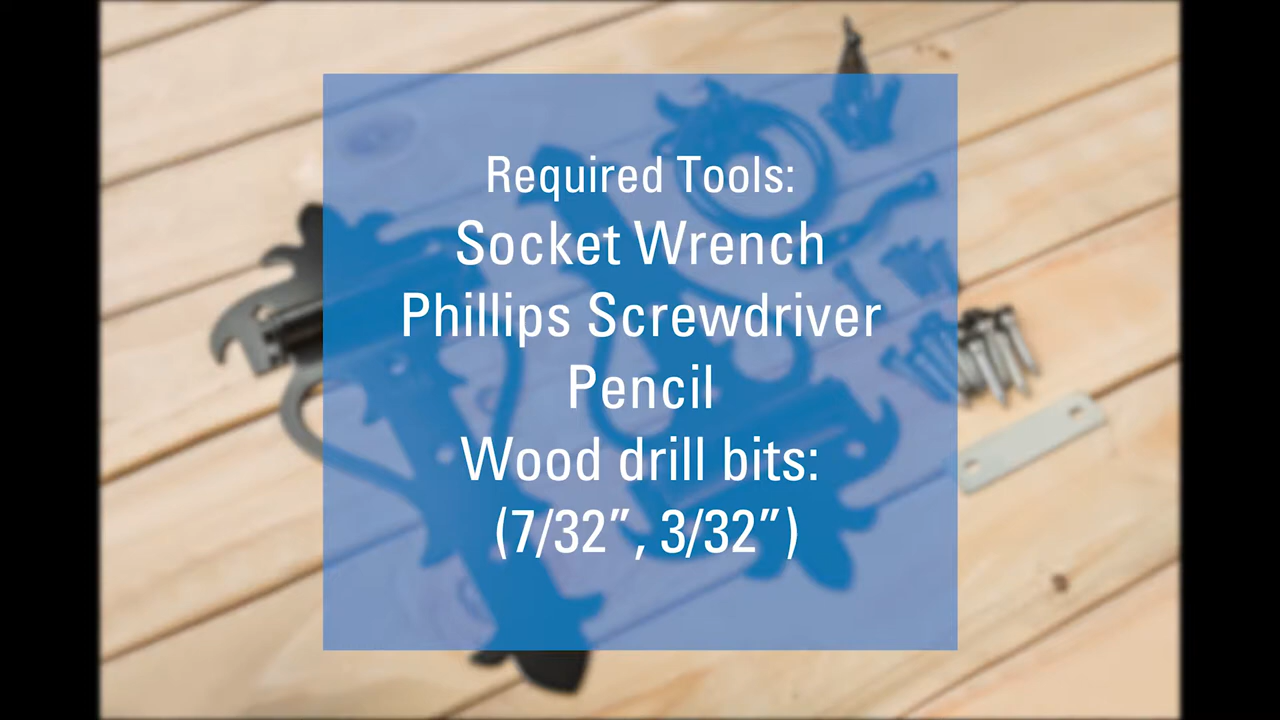 Required Tools:
Socket Wrench
Phillips Screwdriver
Pencil
Wood drill bits:
(7/32”, 3/32”)